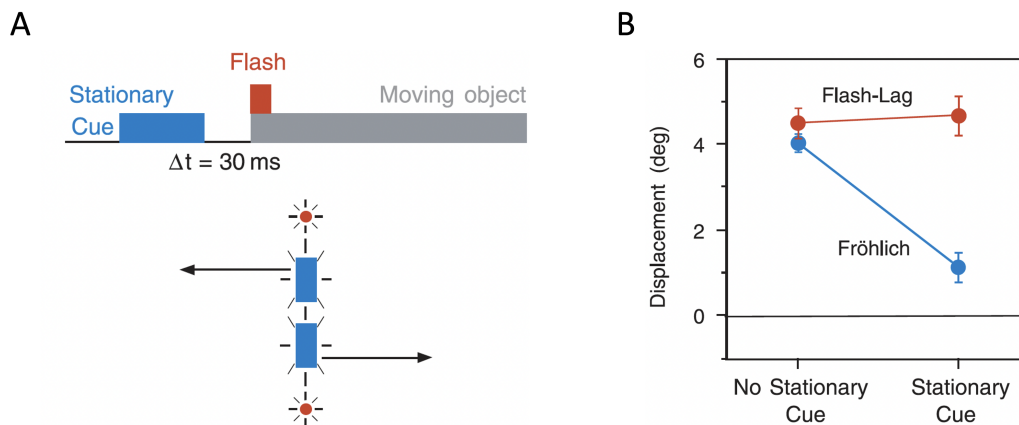 A
Flash
Stationary
Moving object
Cue
Δt = 30 ms
B
6
Flash-Lag
4
Displacement (deg)
2
Fröhlich
0
No Stationary
Cue
Stationary
Cue